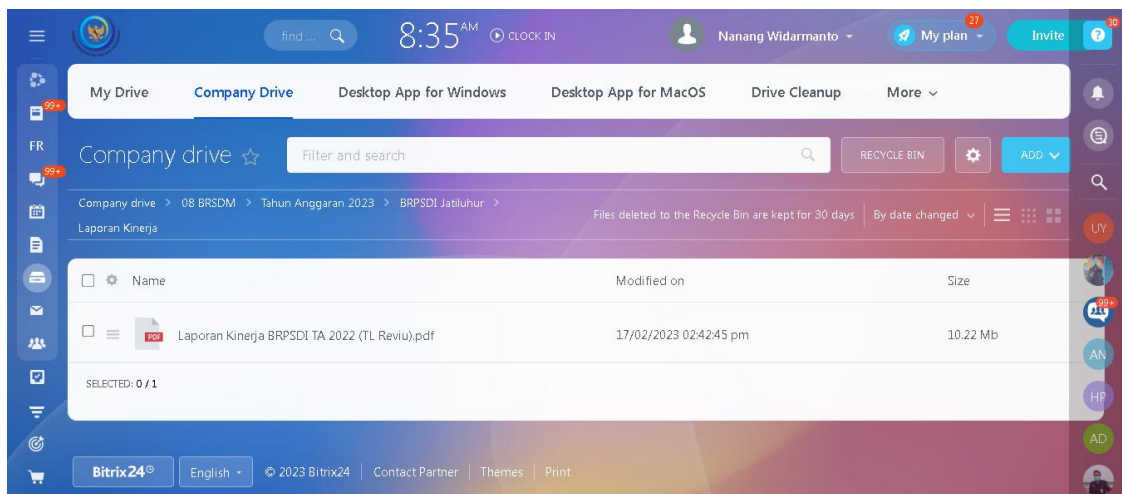 find ...
8:35 AM
CLOCK IN
Nanang Widarmanto
27
My plan
Invite
30
?
99+
FR
99+
My Drive
Company Drive
Desktop App for Windows
Desktop App for MacOS
Drive Cleanup
More
Company drive
Filter and search
RECYCLE BIN
ADD
Company drive > 08 BRSDM > Tahun Anggaran 2023 > BRPSDI Jatiluhur >
Laporan Kinerja
Files deleted to the Recycle Bin are kept for 30 days
By date changed
UY
Name
Modified on
Size
PDF
Laporan Kinerja BRPSDI TA 2022 (TL Reviu).pdf
17/02/2023 02:42:45 pm
10.22 Mb
99+
AN
SELECTED: 0 / 1
HP
AD
Bitrix24
English
© 2023 Bitrix24
Contact Partner
Themes
Print